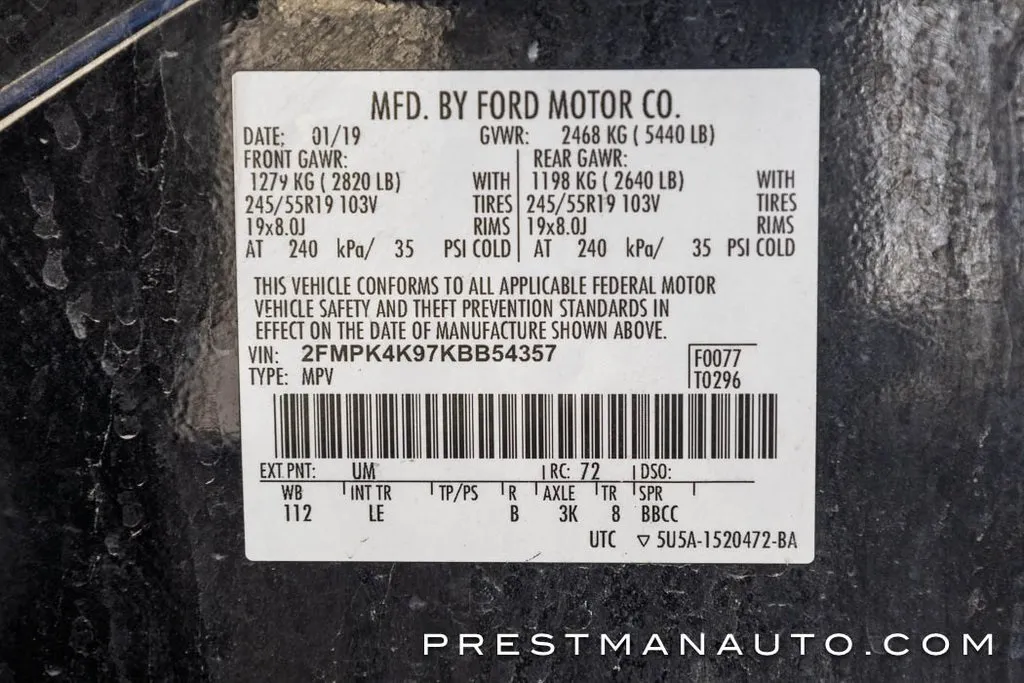 MFD. BY FORD MOTOR CO.
DATE: 01/19 GVWR: 2468 KG ( 5440 LB)
FRONT GAWR: REAR GAWR:
1279 KG ( 2820 LB) WITH 1198 KG ( 2640 LB) WITH
245/55R19 103V TIRES 245/55R19 103V TIRES
19x8.0J RIMS 19x8.0J RIMS
AT 240 kPa/ 35 PSI COLD AT 240 kPa/ 35 PSI COLD
THIS VEHICLE CONFORMS TO ALL APPLICABLE FEDERAL MOTOR
VEHICLE SAFETY AND THEFT PREVENTION STANDARDS IN
EFFECT ON THE DATE OF MANUFACTURE SHOWN ABOVE.
VIN: 2FMPK4K97KBB54357 F0077
TYPE: MPV T0296
EXT PNT: UM RC: 72 DSO:
WB INT TR TP/PS R AXLE TR SPR
112 LE B 3K 8 BBCC
UTC ▽ 5U5A-1520472-BA
PRESTMANAUTO.COM